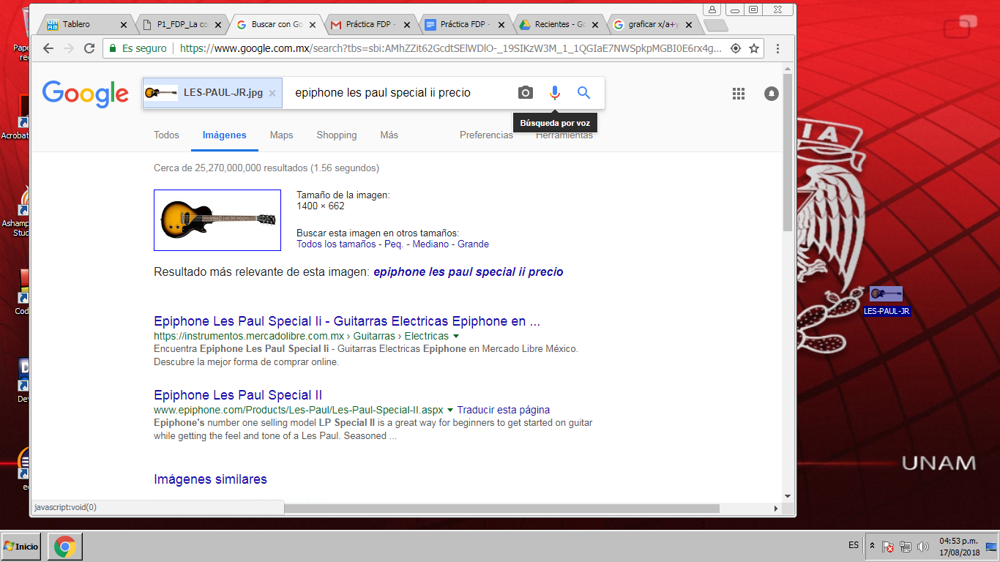 Tablero
P1_FDP_La co
Buscar con Go
Práctica FDP -
Práctica FDP -
Recientes - Go
graficar x/a+y
Es seguro
https://www.google.com.mx/search?tbs=sbi:AMhZZit62GcdtSElWDlO-_19SIKzW3M_1_1QGIaE7NWSpkpMGBI0E6rx4g...
Google
LES-PAUL-JR.jpg
epiphone les paul special ii precio
Búsqueda por voz
Todos
Imágenes
Maps
Shopping
Más
Preferencias
Herramientas
Cerca de 25,270,000,000 resultados (1.56 segundos)
Tamaño de la imagen:
1400 × 662
Buscar esta imagen en otros tamaños:
Todos los tamaños - Peq. - Mediano - Grande
Resultado más relevante de esta imagen: epiphone les paul special ii precio
Epiphone Les Paul Special Ii - Guitarras Electricas Epiphone en ...
https://instrumentos.mercadolibre.com.mx › Guitarras › Electricas
Encuentra Epiphone Les Paul Special Ii - Guitarras Electricas Epiphone en Mercado Libre México.
Descubre la mejor forma de comprar online.
Epiphone Les Paul Special II
www.epiphone.com/Products/Les-Paul/Les-Paul-Special-II.aspx Traducir esta página
Epiphone's number one selling model LP Special II is a great way for beginners to get started on guitar
while getting the feel and tone of a Les Paul. Seasoned ...
Imágenes similares
javascript:void(0)
Pape
rec
Acrobat
Ashamp
Stud
Cod
Dev
ec
LES-PAUL-JR
UNAM
Inicio
ES
04:53 p.m.
17/08/2018